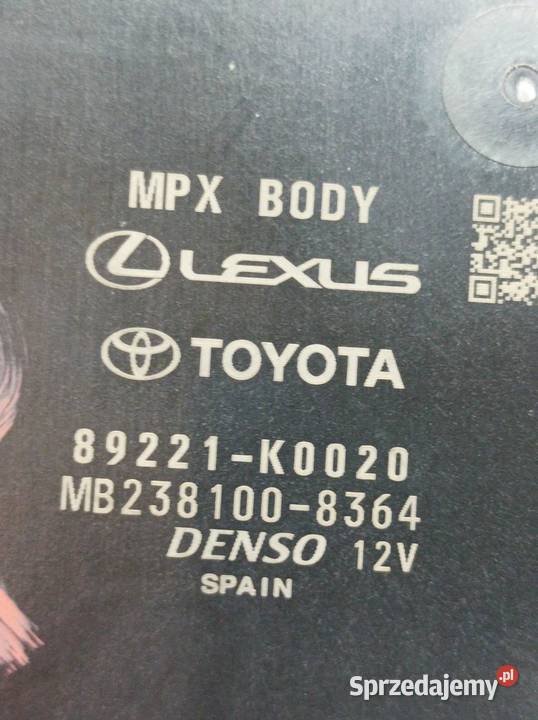 MPX BODY
LEXUS
TOYOTA
89221-K0020
MB238100-8364
DENSO 12V
SPAIN
Sprzedajemy.pl